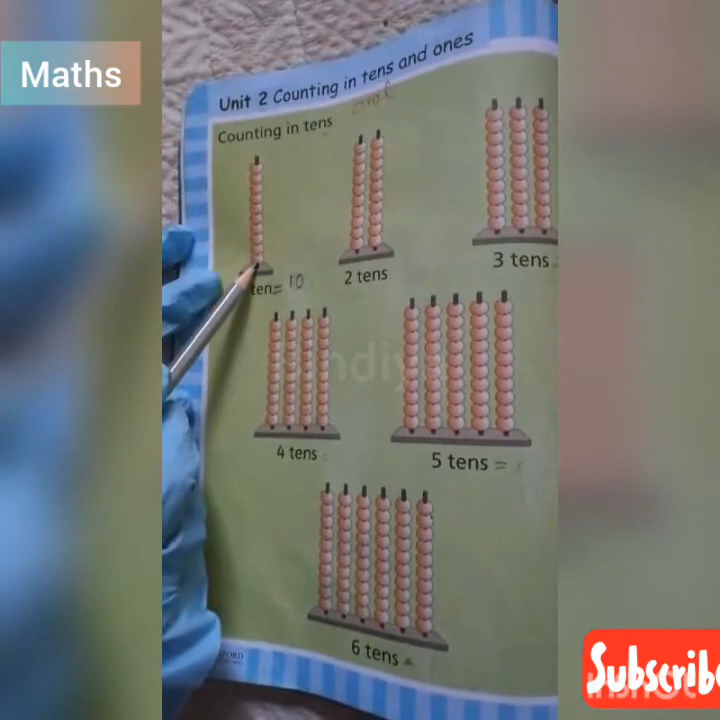 Maths
Unit 2 Counting in tens and ones
Counting in tens
ten= 10
2 tens
3 tens
4 tens
5 tens =
6 tens
Subscribe